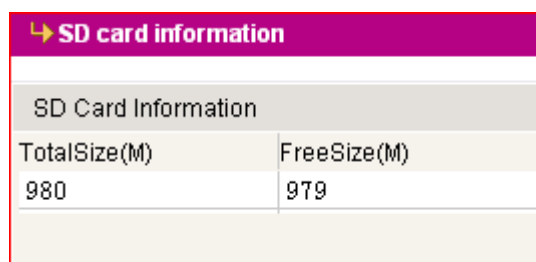 SD card information
SD Card Information
TotalSize(M) FreeSize(M)
980 979